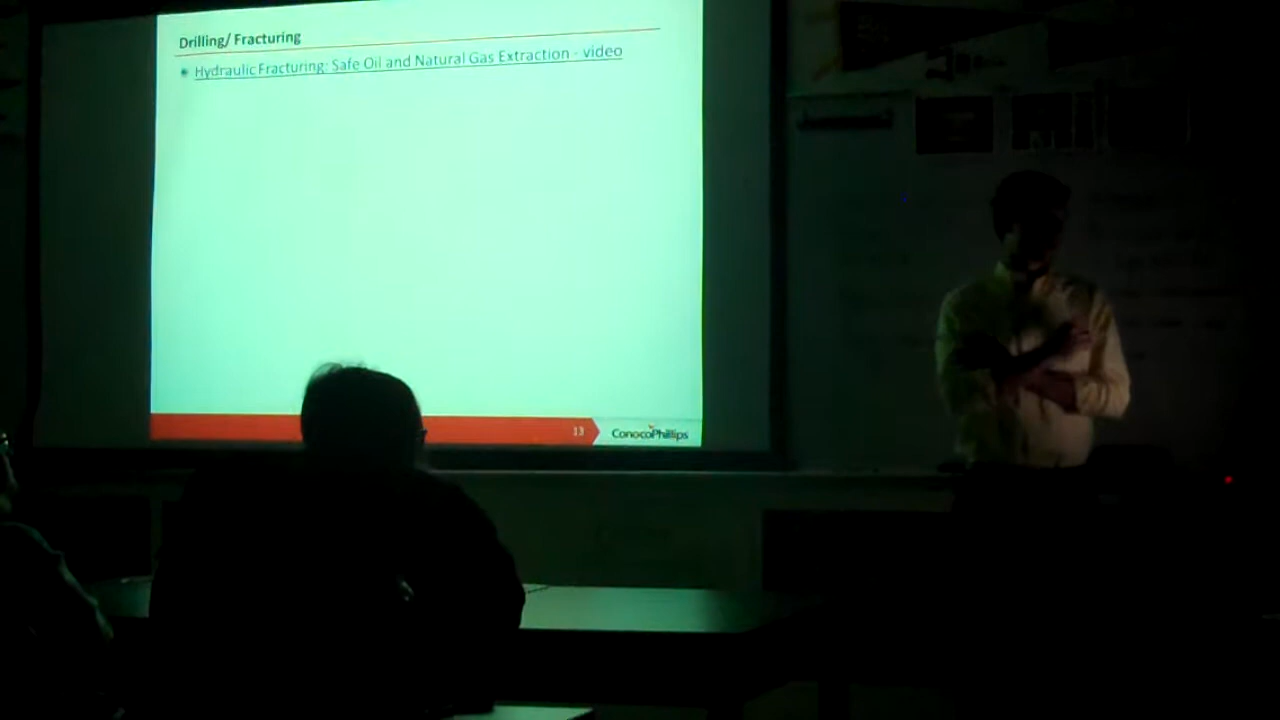 Drilling/ Fracturing
Hydraulic Fracturing: Safe Oil and Natural Gas Extraction - video
13
ConocoPhillips